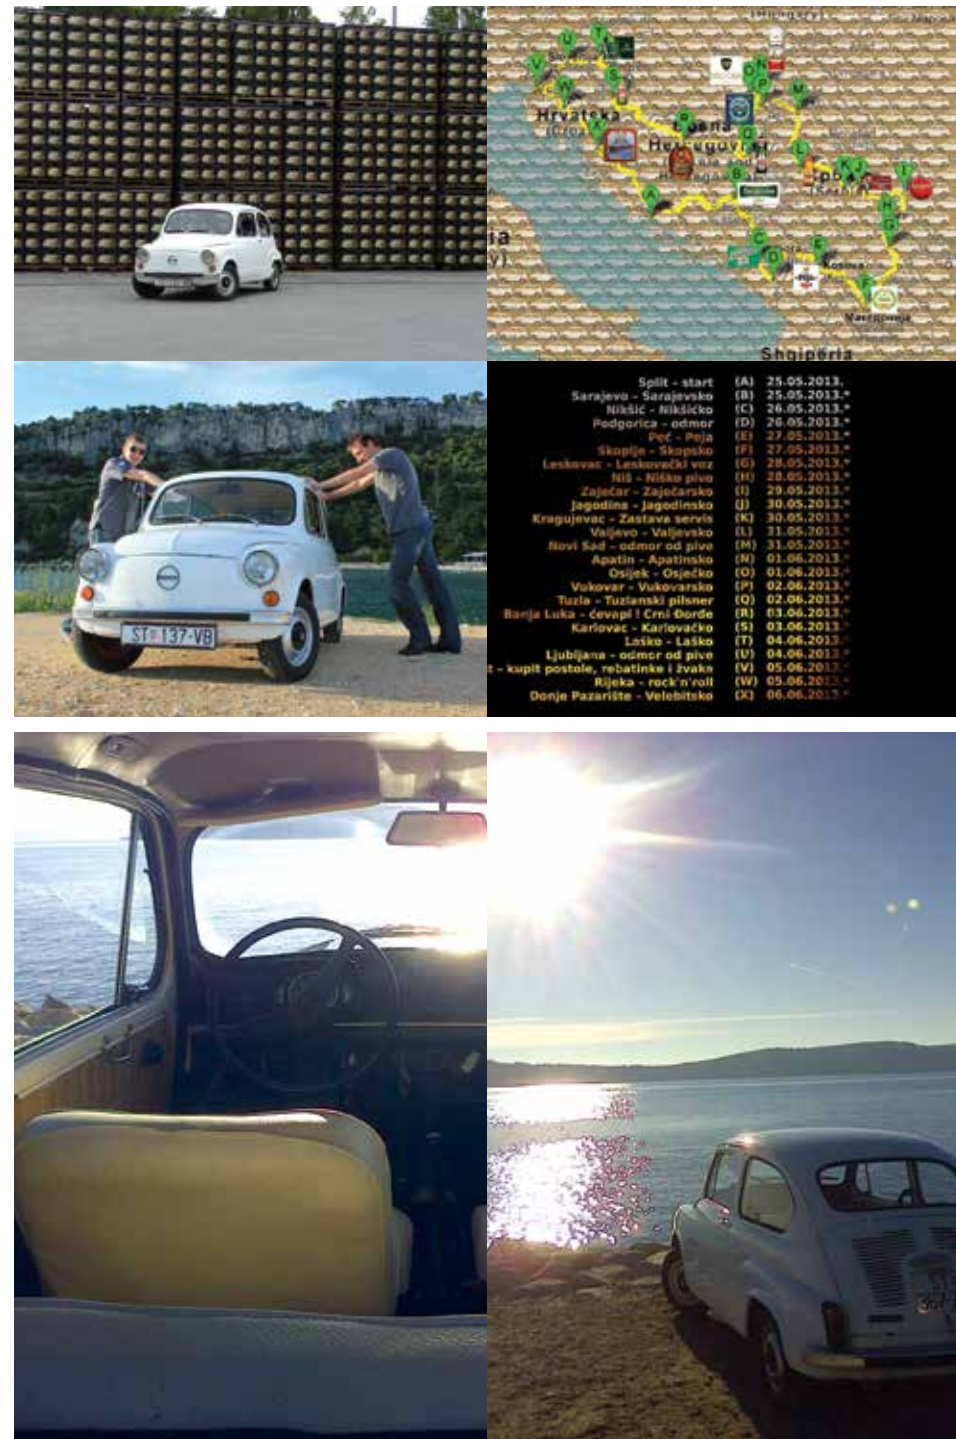 (Hungary)
Hrvatska
Bosna i
Hercegovina
Makedonija
Shqipëria
ST 137-VB
Split – start (A) 25.05.2013.
Sarajevo – Sarajevsko (B) 25.05.2013.*
Nikšić – Nikšićko (C) 26.05.2013.*
Podgorica – odmor (D) 26.05.2013.*
Peć – Peja (E) 27.05.2013.*
Skoplje – Skopsko (F) 27.05.2013.*
Leskovac – Leskovački voz (G) 28.05.2013.*
Niš – Niško pivo (H) 28.05.2013.*
Zaječar – Zaječarsko (I) 29.05.2013.*
Jagodina – Jagodinsko (J) 30.05.2013.*
Kragujevac – Zastava servis (K) 30.05.2013.*
Valjevo – Valjevsko (L) 31.05.2013.*
Novi Sad – odmor od pive (M) 31.05.2013.*
Apatin – Apatinsko (N) 01.06.2013.*
Osijek – Osječko (O) 01.06.2013.*
Vukovar – Vukovarsko (P) 02.06.2013.*
Tuzla – Tuzlanski pilsner (Q) 02.06.2013.*
Banja Luka – ćevapi ! Crni Đorđe (R) 03.06.2013.*
Karlovac – Karlovačko (S) 03.06.2013.*
Laško – Laško (T) 04.06.2013.*
Ljubljana – odmor od pive (U) 04.06.2013.*
t – kupit postole, rebatinke i žvake (V) 05.06.2013.*
Rijeka – rock'n'roll (W) 05.06.2013.*
Donje Pazarište – Velebitsko (X) 06.06.2013.*